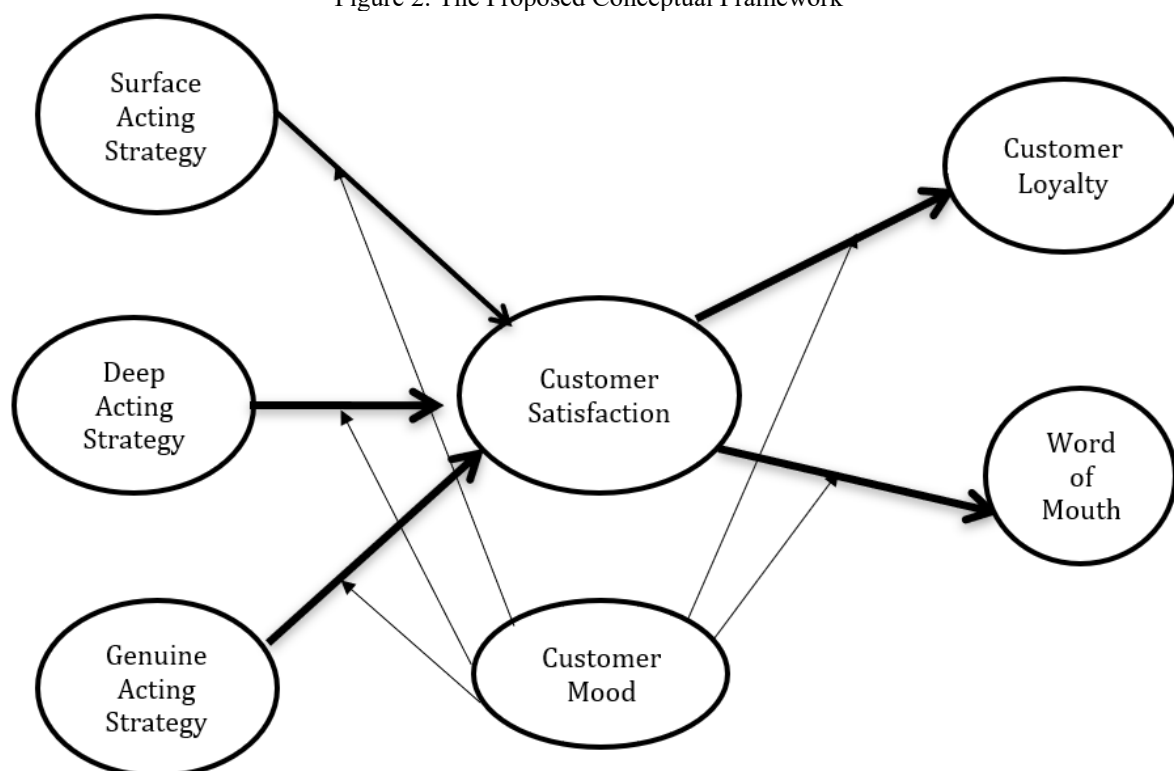 Figure 2: The Proposed Conceptual Framework
Surface
Acting
Strategy
Customer
Loyalty
Deep
Acting
Strategy
Customer
Satisfaction
Word
of
Mouth
Genuine
Acting
Strategy
Customer
Mood